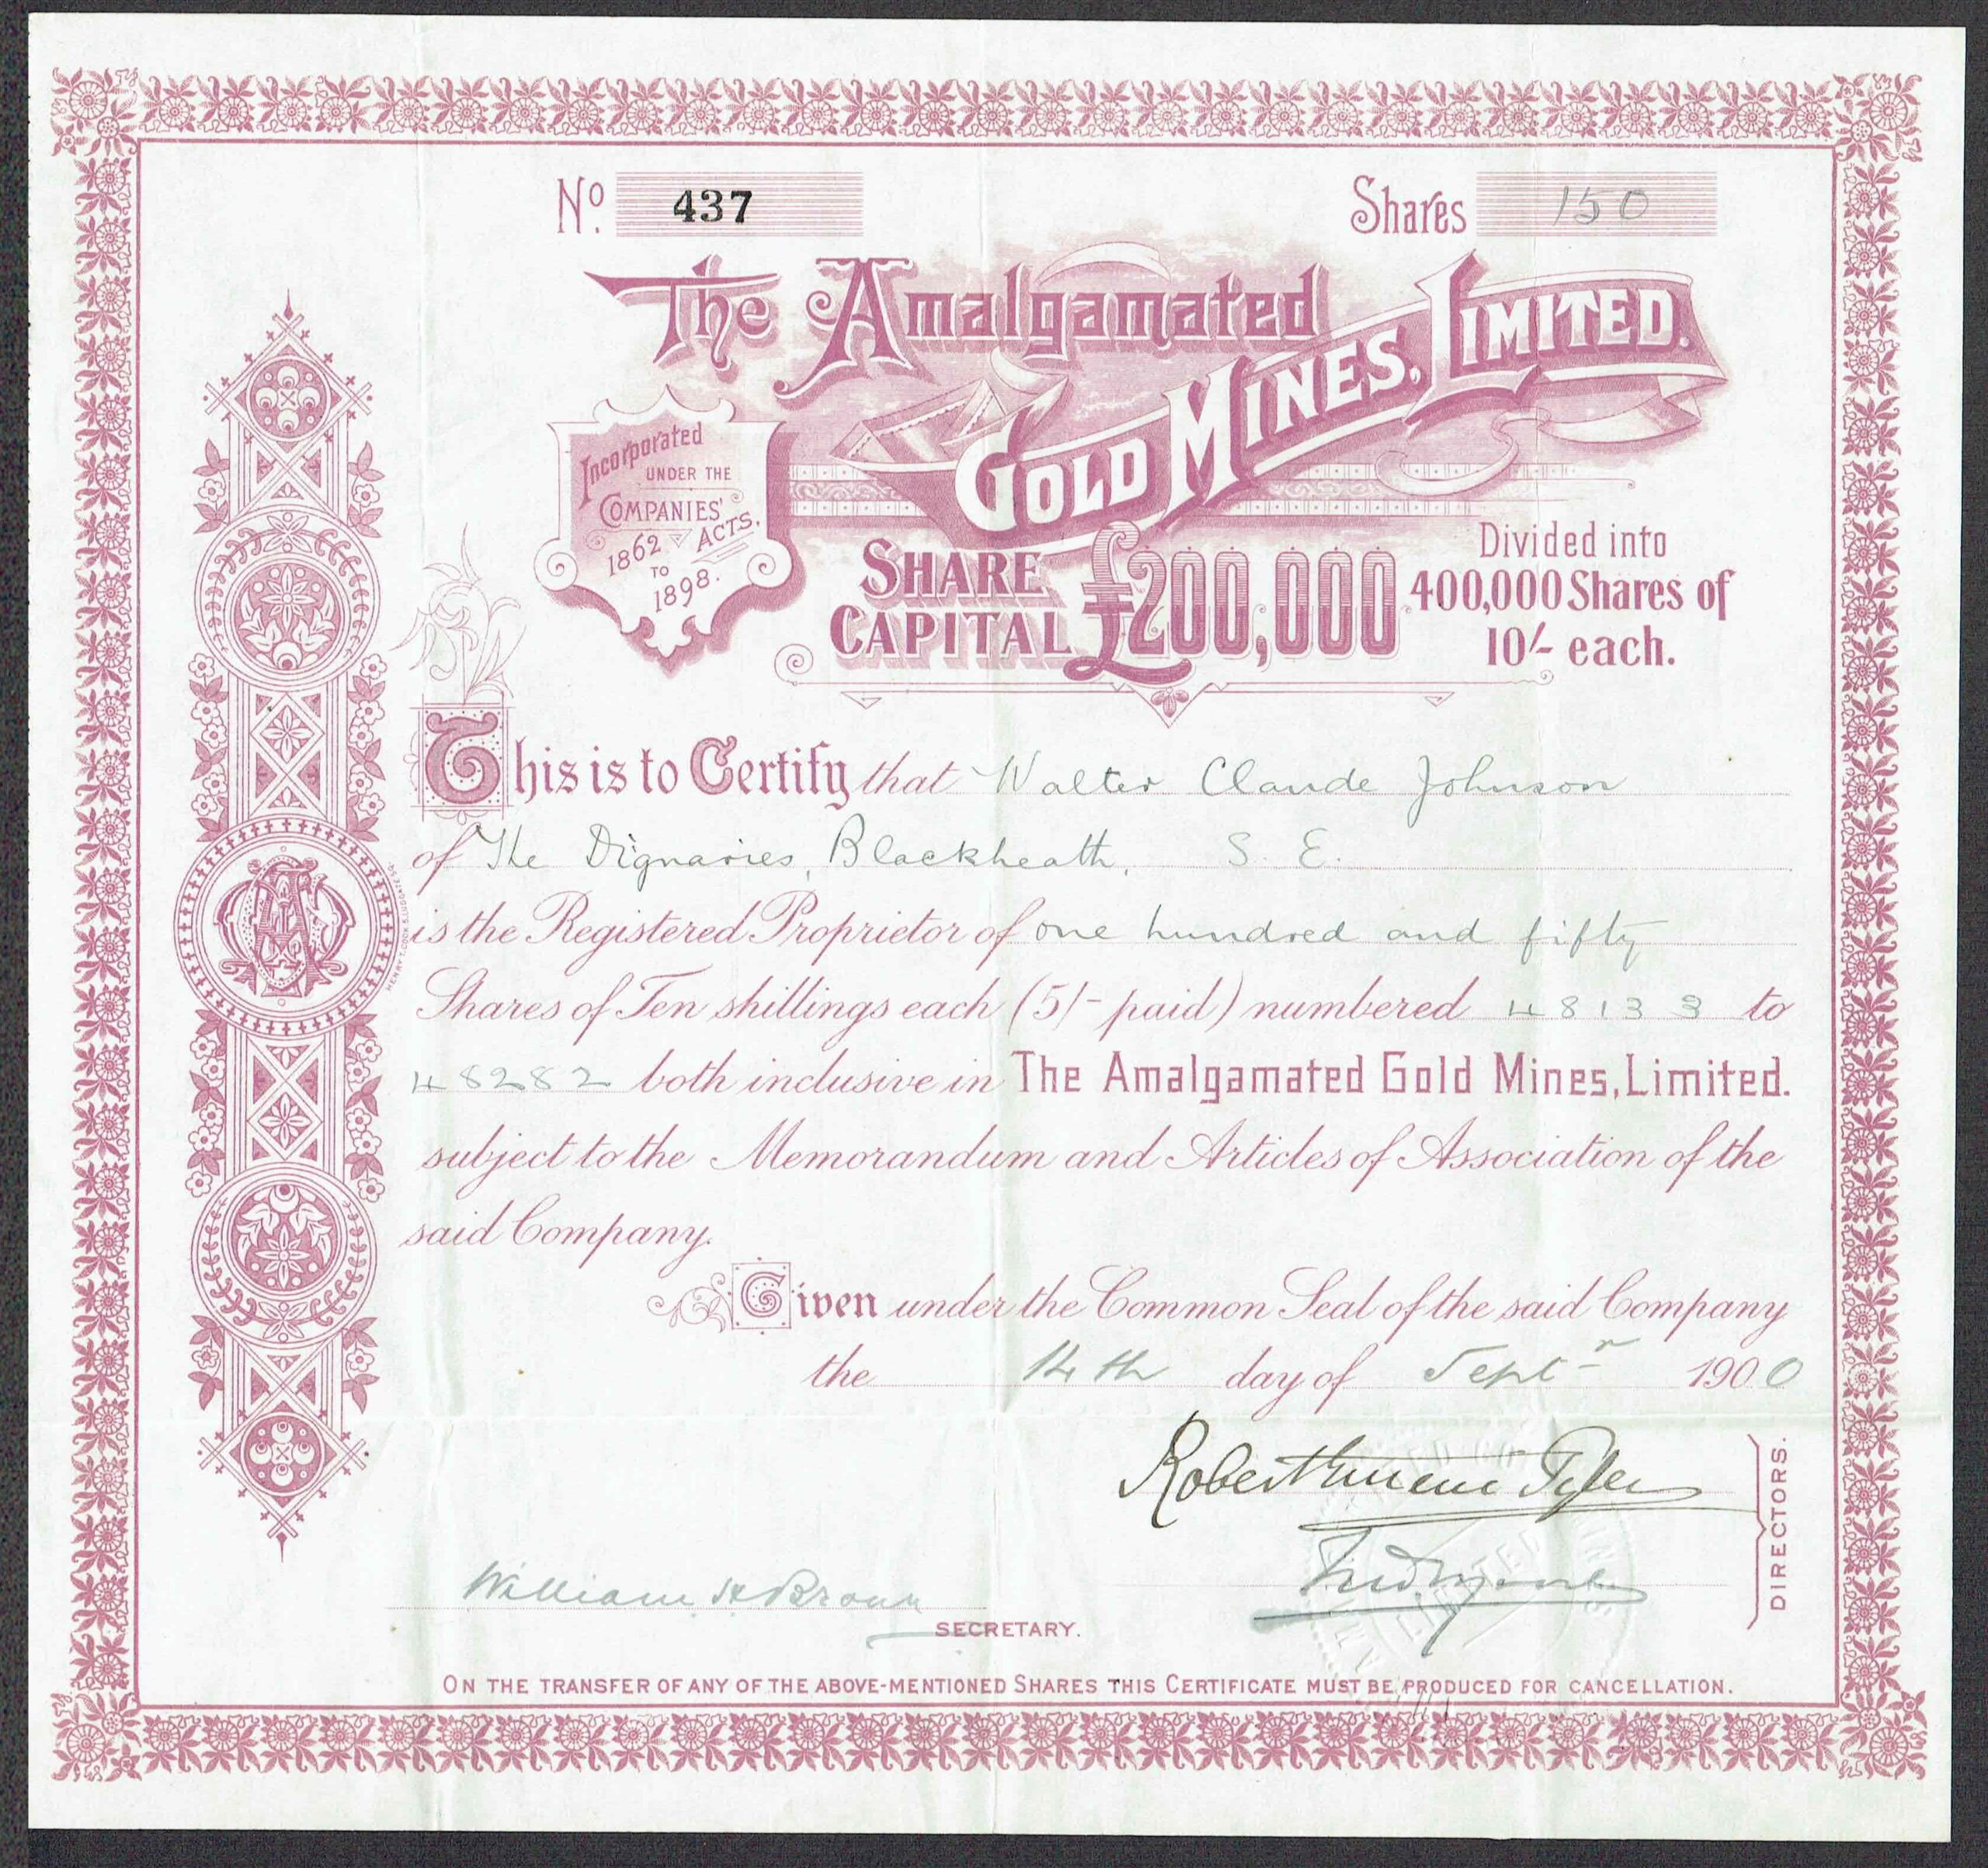 No. 437
Shares 150
The Amalgamated
Gold Mines, Limited.
Incorporated
under the
Companies'
1862 Acts.
to
1898.
Share
Capital £200,000
Divided into
400,000 Shares of
10/- each.
This is to Certify that Walter Claude Johnson
of The Dignaries, Blackheath, S. E.
is the Registered Proprietor of one hundred and fifty
Shares of Ten shillings each (5/- paid) numbered 48133 to
48282 both inclusive in The Amalgamated Gold Mines, Limited.
subject to the Memorandum and Articles of Association of the
said Company.
Given under the Common Seal of the said Company
the 14th day of Septr 1900
Robert Tyler
DIRECTORS.
William H Brown
SECRETARY.
On the transfer of any of the above-mentioned Shares this Certificate must be produced for cancellation.